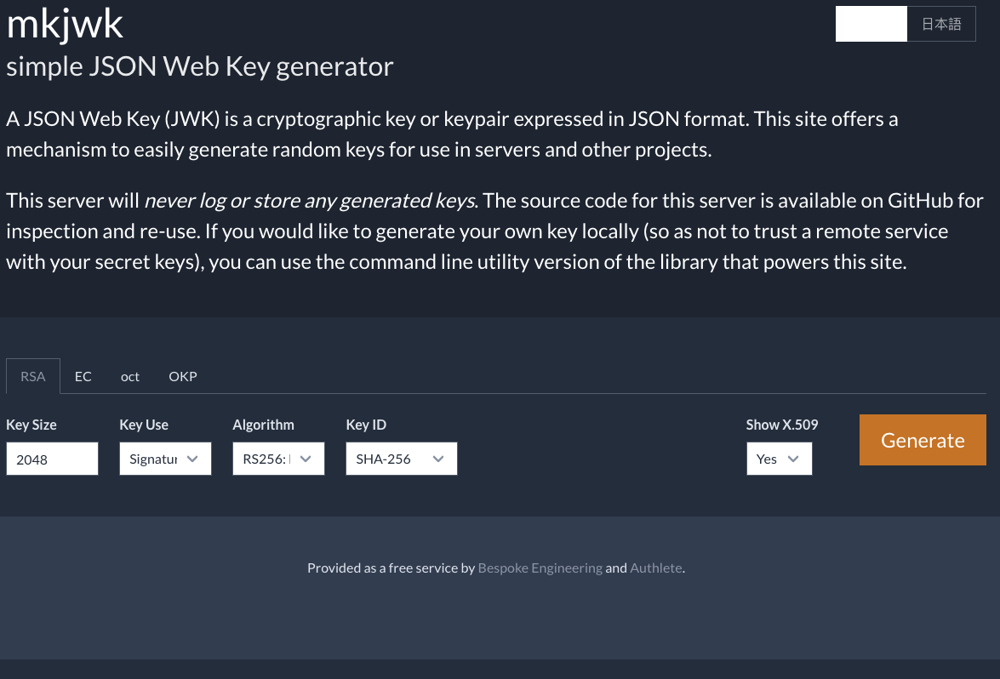 mkjwk
日本語
simple JSON Web Key generator
A JSON Web Key (JWK) is a cryptographic key or keypair expressed in JSON format. This site offers a
mechanism to easily generate random keys for use in servers and other projects.
This server will never log or store any generated keys. The source code for this server is available on GitHub for
inspection and re-use. If you would like to generate your own key locally (so as not to trust a remote service
with your secret keys), you can use the command line utility version of the library that powers this site.
RSA EC oct OKP
Key Size Key Use Algorithm Key ID Show X.509
2048 Signatur RS256: SHA-256 Yes Generate
Provided as a free service by Bespoke Engineering and Authlete.